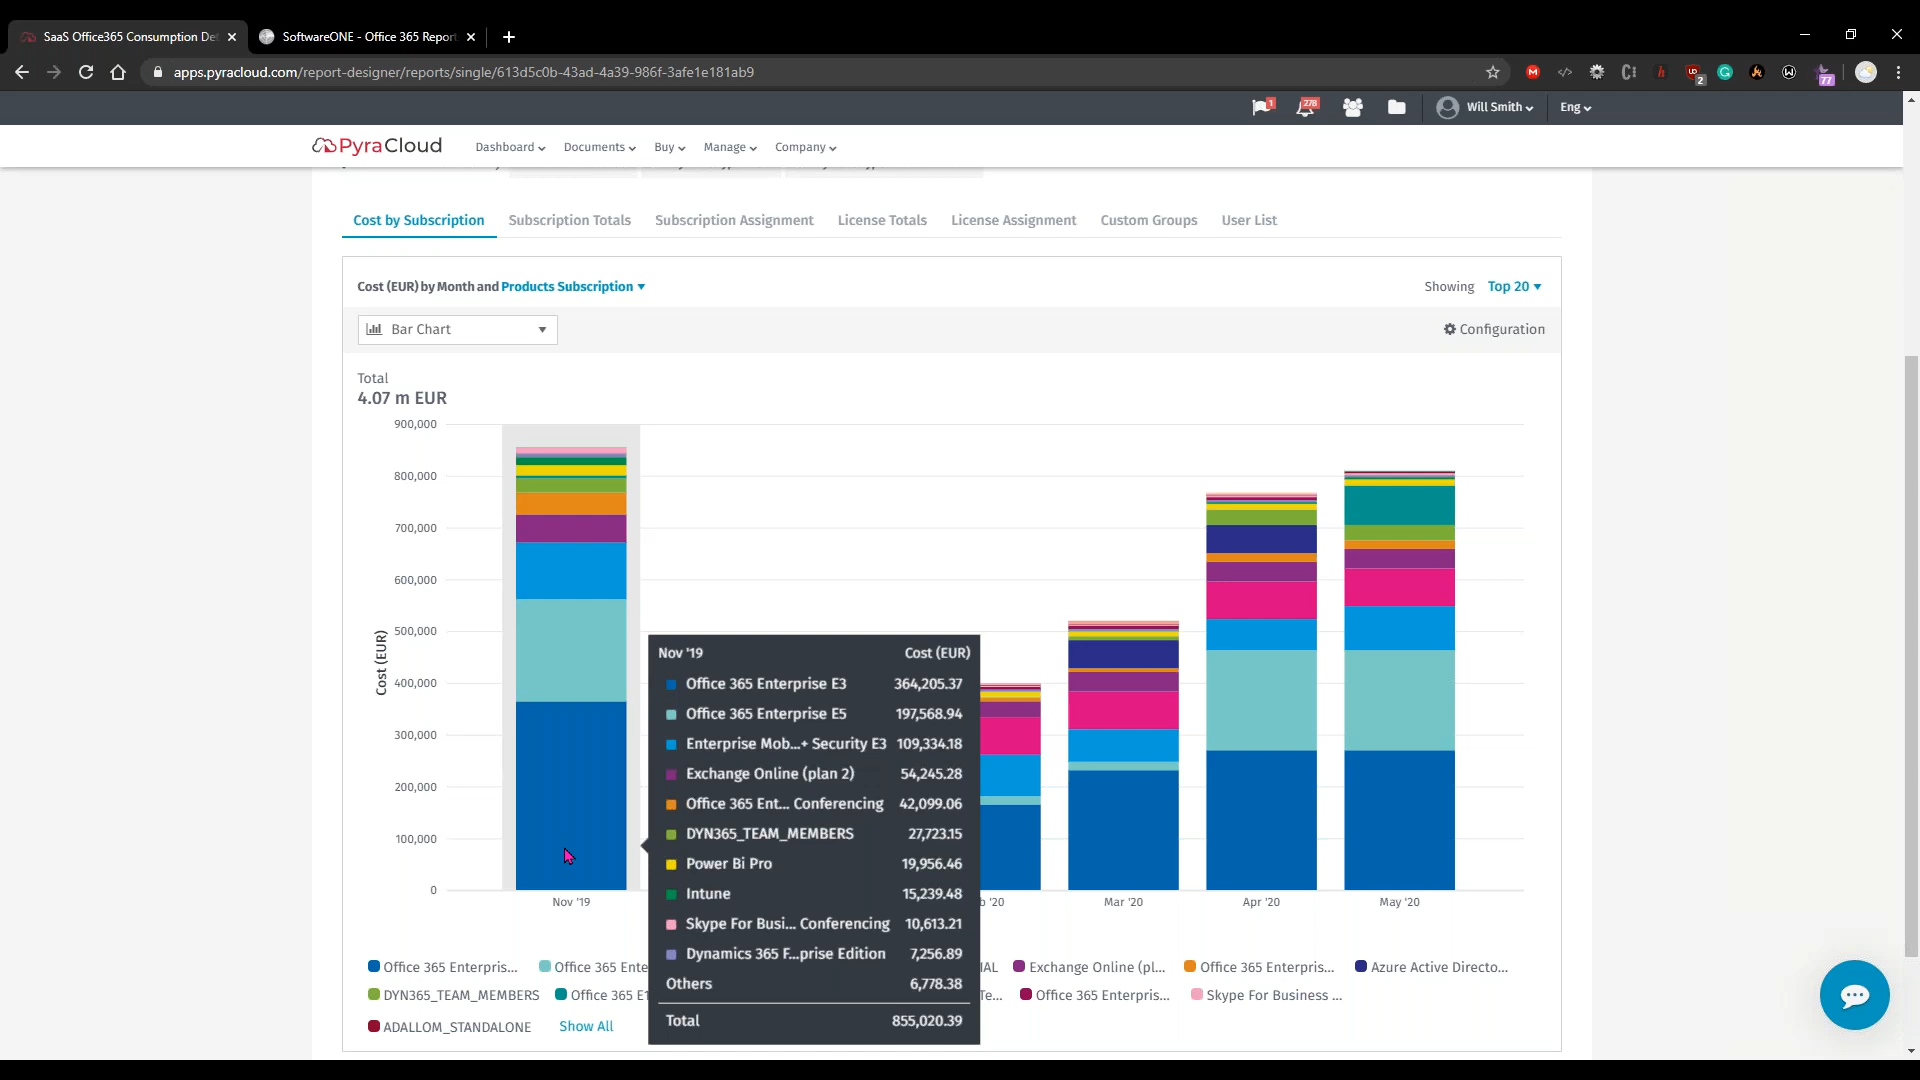 SaaS Office365 Consumption De
SoftwareONE - Office 365 Report
apps.pyracloud.com/report-designer/reports/single/613d5c0b-43ad-4a39-986f-3afe1e181ab9
2
77
1
278
Will Smith
Eng
PyraCloud
Dashboard
Documents
Buy
Manage
Company
Cost by Subscription
Subscription Totals
Subscription Assignment
License Totals
License Assignment
Custom Groups
User List
Cost (EUR) by Month and Products Subscription
Showing Top 20
Bar Chart
Configuration
Total
4.07 m EUR
900,000
800,000
700,000
600,000
500,000
400,000
300,000
200,000
100,000
0
Cost (EUR)
Nov '19
b '20
Mar '20
Apr '20
May '20
Nov '19 Cost (EUR)
Office 365 Enterprise E3 364,205.37
Office 365 Enterprise E5 197,568.94
Enterprise Mob...+ Security E3 109,334.18
Exchange Online (plan 2) 54,245.28
Office 365 Ent... Conferencing 42,099.06
DYN365_TEAM_MEMBERS 27,723.15
Power Bi Pro 19,956.46
Intune 15,239.48
Skype For Busi... Conferencing 10,613.21
Dynamics 365 F...prise Edition 7,256.89
Others 6,778.38
Total 855,020.39
Office 365 Enterpris...
Office 365 Ente
IAL
Exchange Online (pl...
Office 365 Enterpris...
Azure Active Directo...
DYN365_TEAM_MEMBERS
Office 365 E1
Te...
Office 365 Enterpris...
Skype For Business ...
ADALLOM_STANDALONE
Show All